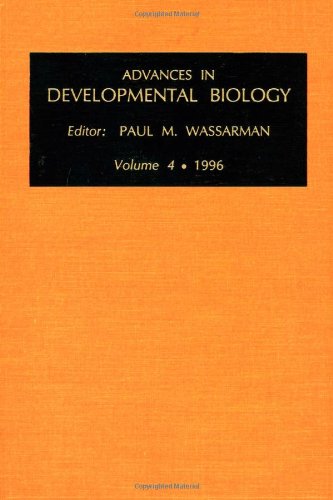 ADVANCES IN
DEVELOPMENTAL BIOLOGY
Editor: PAUL M. WASSARMAN
Volume 4 • 1996